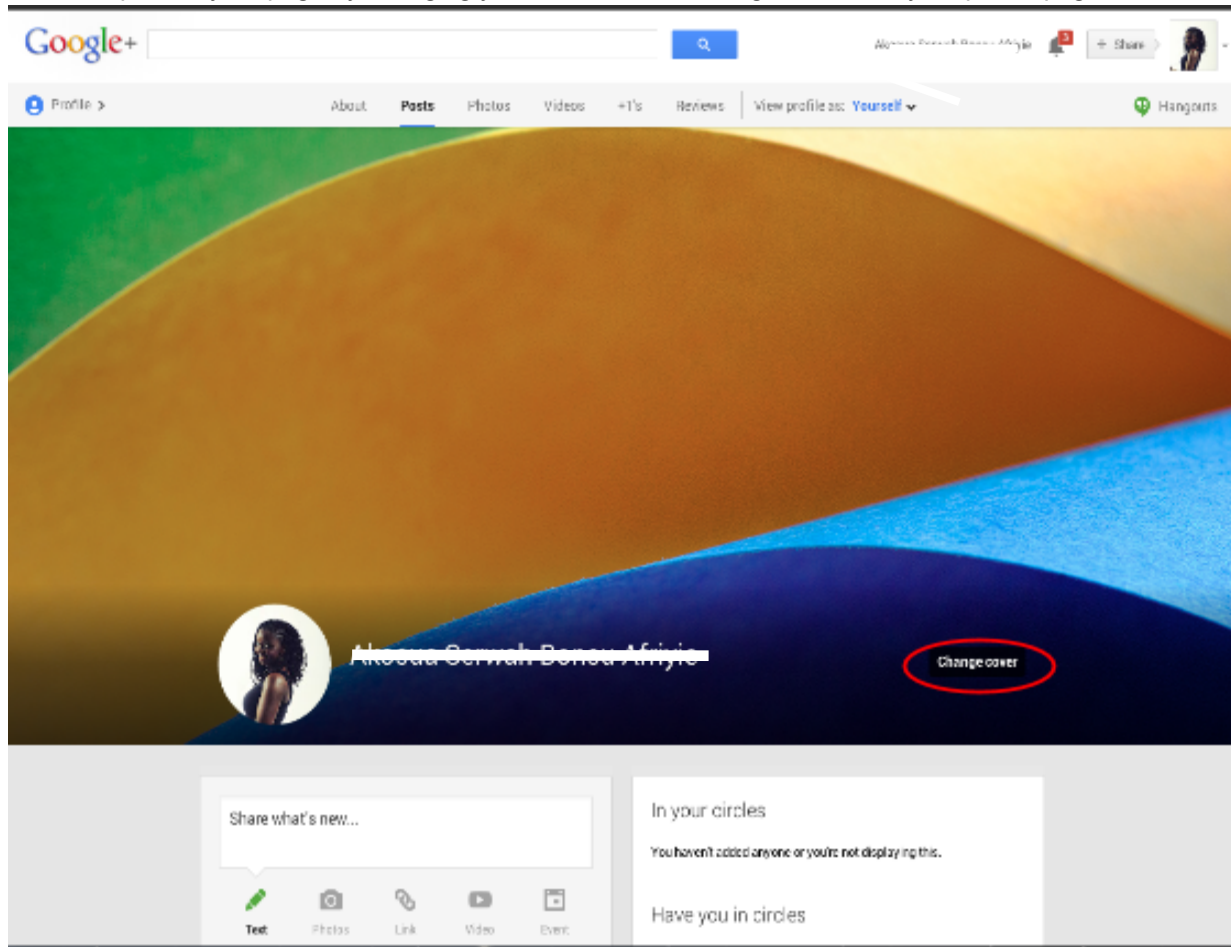 Google+
3
+ Share
Profile >
About Posts Photos Videos +1's Reviews View profile as: Yourself
Hangouts
Change cover
Share what's new...
Text Photos Link Video Event
In your circles
You haven't added anyone or you're not displaying this.
Have you in circles